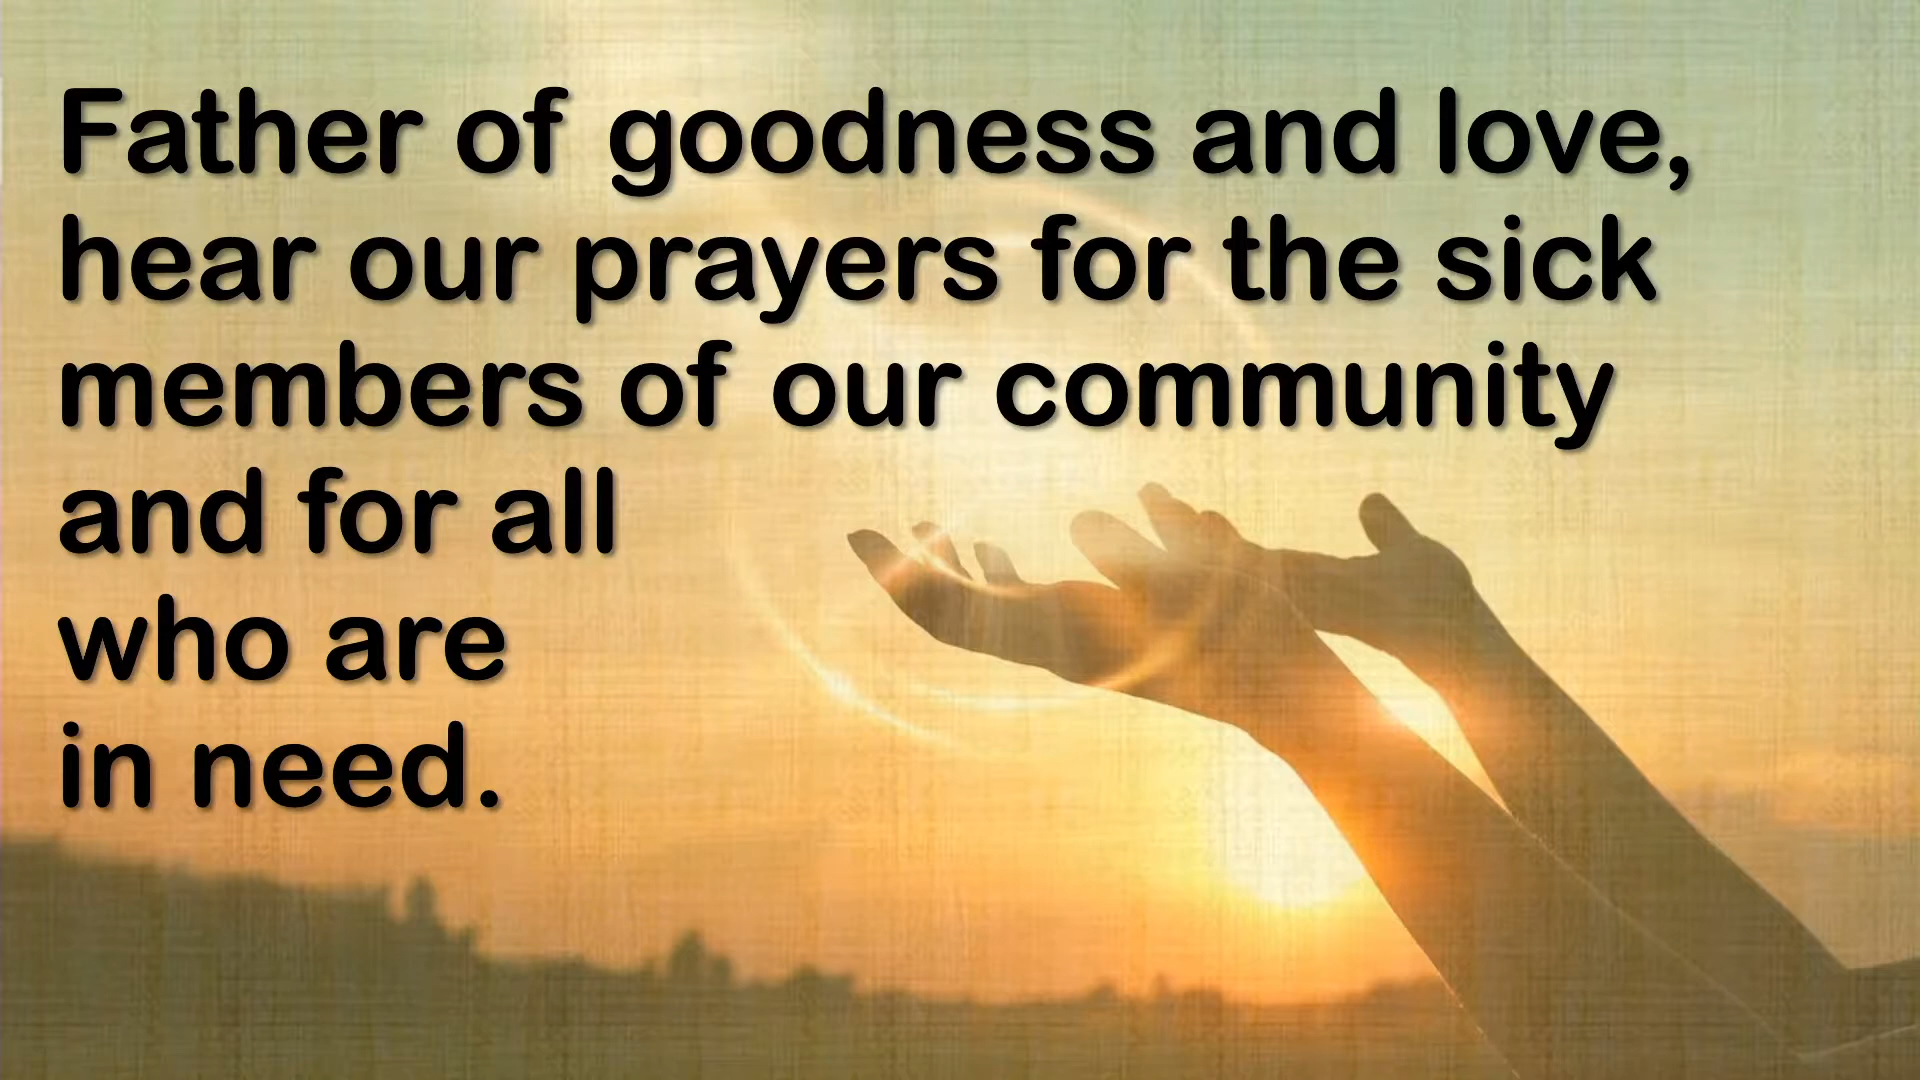 Father of goodness and love,
hear our prayers for the sick
members of our community
and for all
who are
in need.